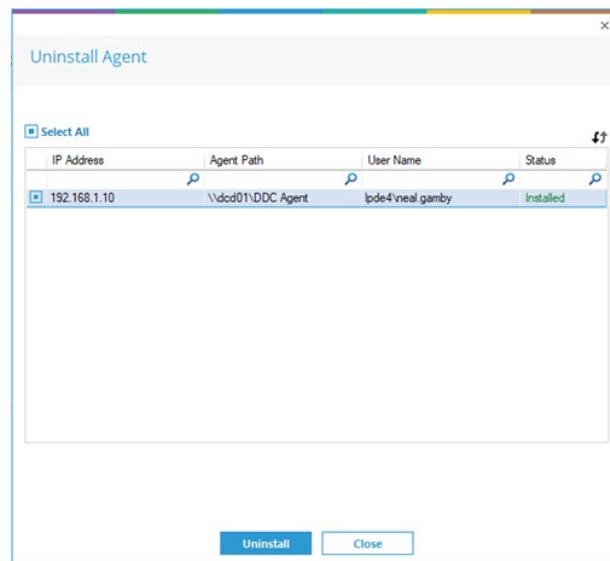 Uninstall Agent
Select All
IP Address Agent Path User Name Status
192.168.1.10 \\dcd01\DDC Agent lpde4\neal.gamby Installed
Uninstall Close